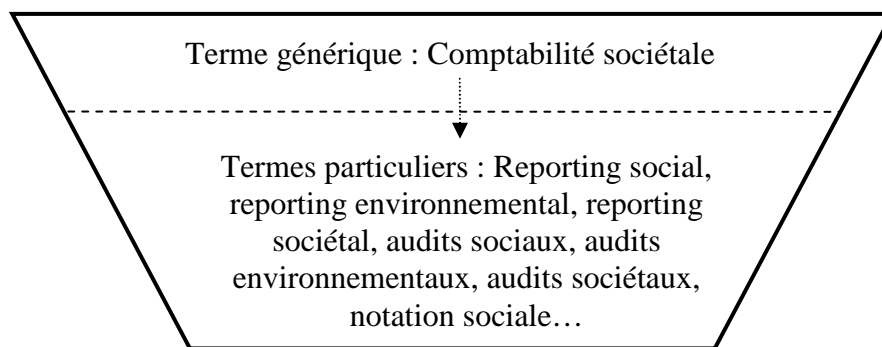 Terme générique : Comptabilité sociétale
Termes particuliers : Reporting social,
reporting environnemental, reporting
sociétal, audits sociaux, audits
environnementaux, audits sociétaux,
notation sociale…